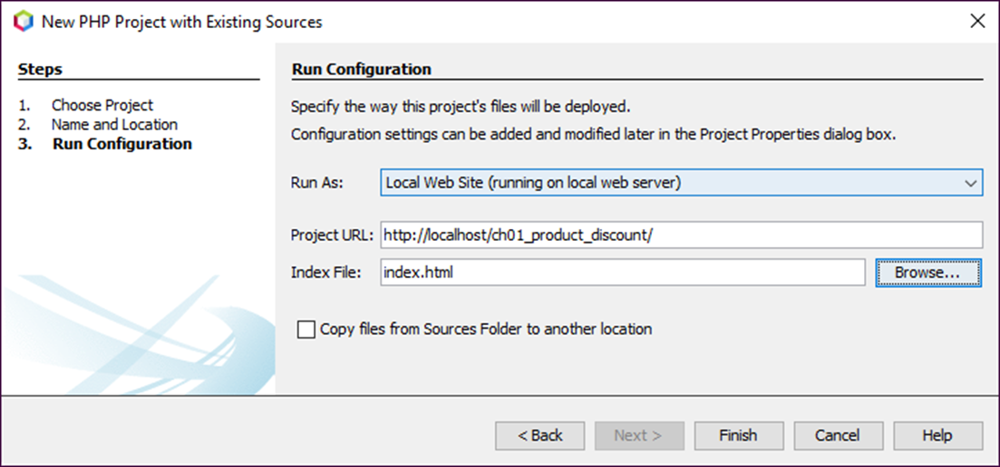 New PHP Project with Existing Sources
Steps
1. Choose Project
2. Name and Location
3. Run Configuration
Run Configuration
Specify the way this project's files will be deployed.
Configuration settings can be added and modified later in the Project Properties dialog box.
Run As: Local Web Site (running on local web server)
Project URL: http://localhost/ch01_product_discount/
Index File: index.html Browse...
Copy files from Sources Folder to another location
< Back Next > Finish Cancel Help